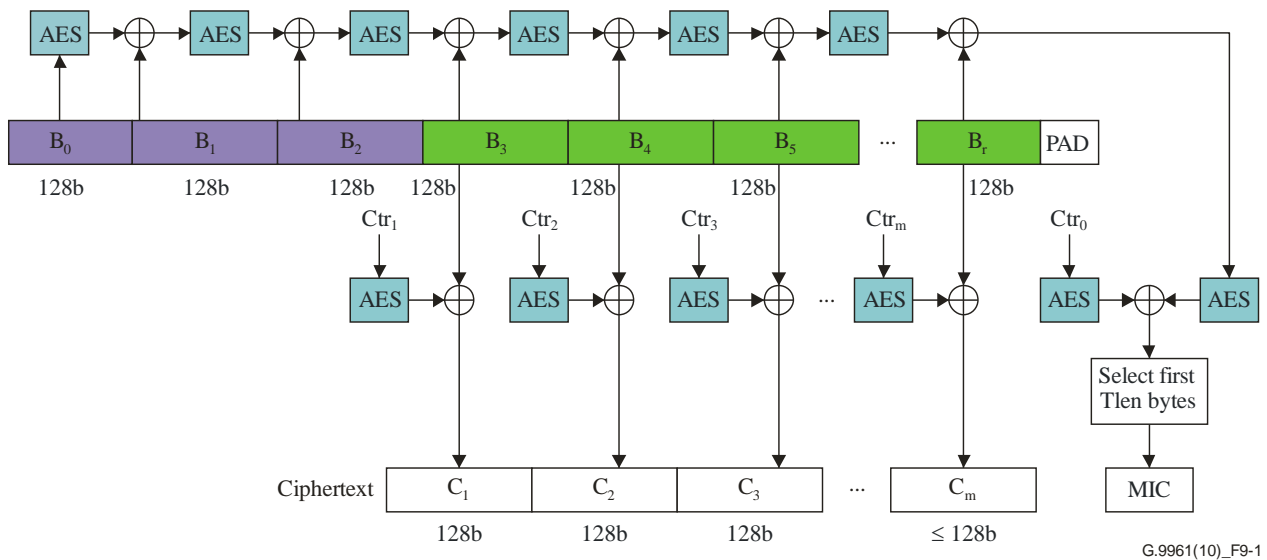 AES AES AES AES AES AES
B₀ B₁ B₂ B₃ B₄ B₅ ... Bᵣ PAD
128b 128b 128b 128b 128b 128b 128b
Ctr₁ Ctr₂ Ctr₃ Ctrₘ Ctr₀
AES AES AES ... AES AES AES
Select first
Tlen bytes
Ciphertext C₁ C₂ C₃ ... Cₘ MIC
128b 128b 128b ≤ 128b
G.9961(10)_F9-1